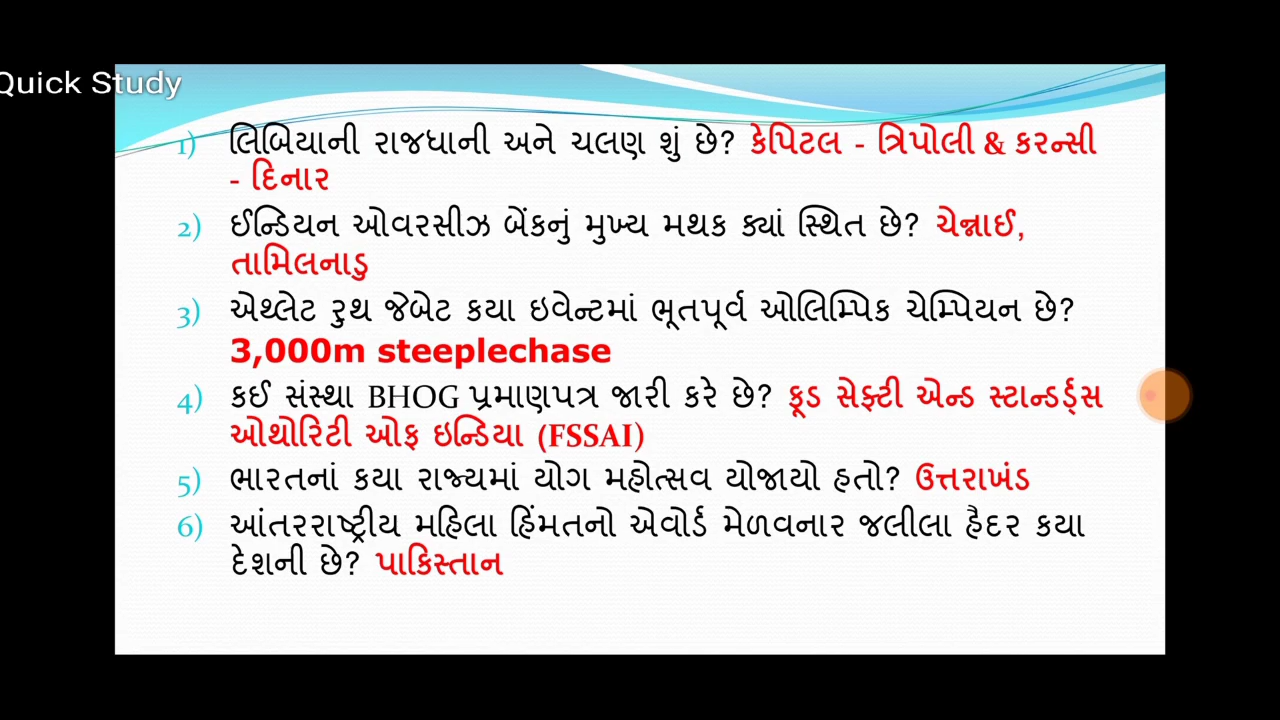 Quick Study
1) લિબિયાની રાજધાની અને ચલણ શું છે? કેપિટલ - ત્રિપોલી & કરન્સી
- દિનાર
2) ઈન્ડિયન ઓવરસીઝ બેંકનું મુખ્ય મથક ક્યાં સ્થિત છે? ચેન્નાઈ,
તામિલનાડુ
3) એથ્લેટ રુથ જેબેટ કયા ઇવેન્ટમાં ભૂતપૂર્વ ઓલિમ્પિક ચેમ્પિયન છે?
3,000m steeplechase
4) કઈ સંસ્થા BHOG પ્રમાણપત્ર જારી કરે છે? ફૂડ સેફ્ટી એન્ડ સ્ટાન્ડર્ડ્સ
ઓથોરિટી ઓફ ઇન્ડિયા (FSSAI)
5) ભારતનાં કયા રાજ્યમાં યોગ મહોત્સવ યોજાયો હતો? ઉત્તરાખંડ
6) આંતરરાષ્ટ્રીય મહિલા હિંમતનો એવોર્ડ મેળવનાર જલીલા હૈદર કયા
દેશની છે? પાકિસ્તાન